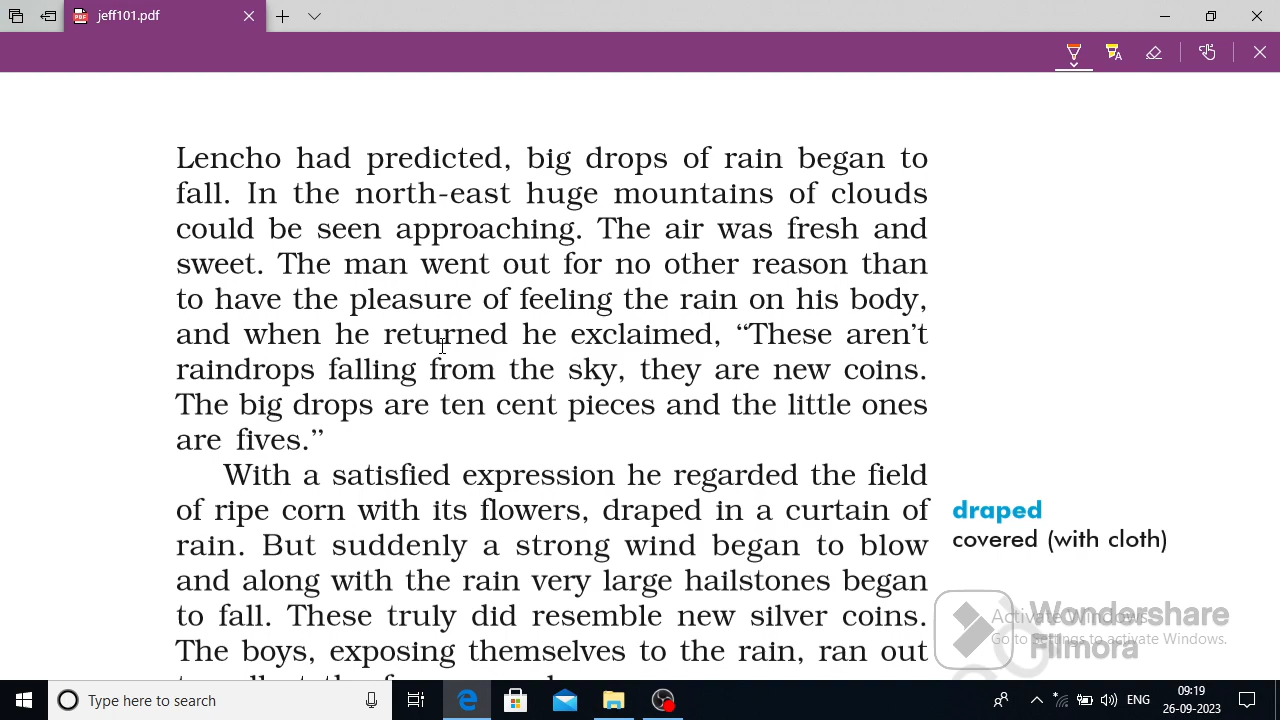 jeff101.pdf
Lencho had predicted, big drops of rain began to
fall. In the north-east huge mountains of clouds
could be seen approaching. The air was fresh and
sweet. The man went out for no other reason than
to have the pleasure of feeling the rain on his body,
and when he returned he exclaimed, “These aren’t
raindrops falling from the sky, they are new coins.
The big drops are ten cent pieces and the little ones
are fives.”
With a satisfied expression he regarded the field
of ripe corn with its flowers, draped in a curtain of
rain. But suddenly a strong wind began to blow
and along with the rain very large hailstones began
to fall. These truly did resemble new silver coins.
The boys, exposing themselves to the rain, ran out
draped
covered (with cloth)
Activate Windows
Go to Settings to activate Windows.
Wondershare
Filmora
Type here to search
ENG
09:19
26-09-2023